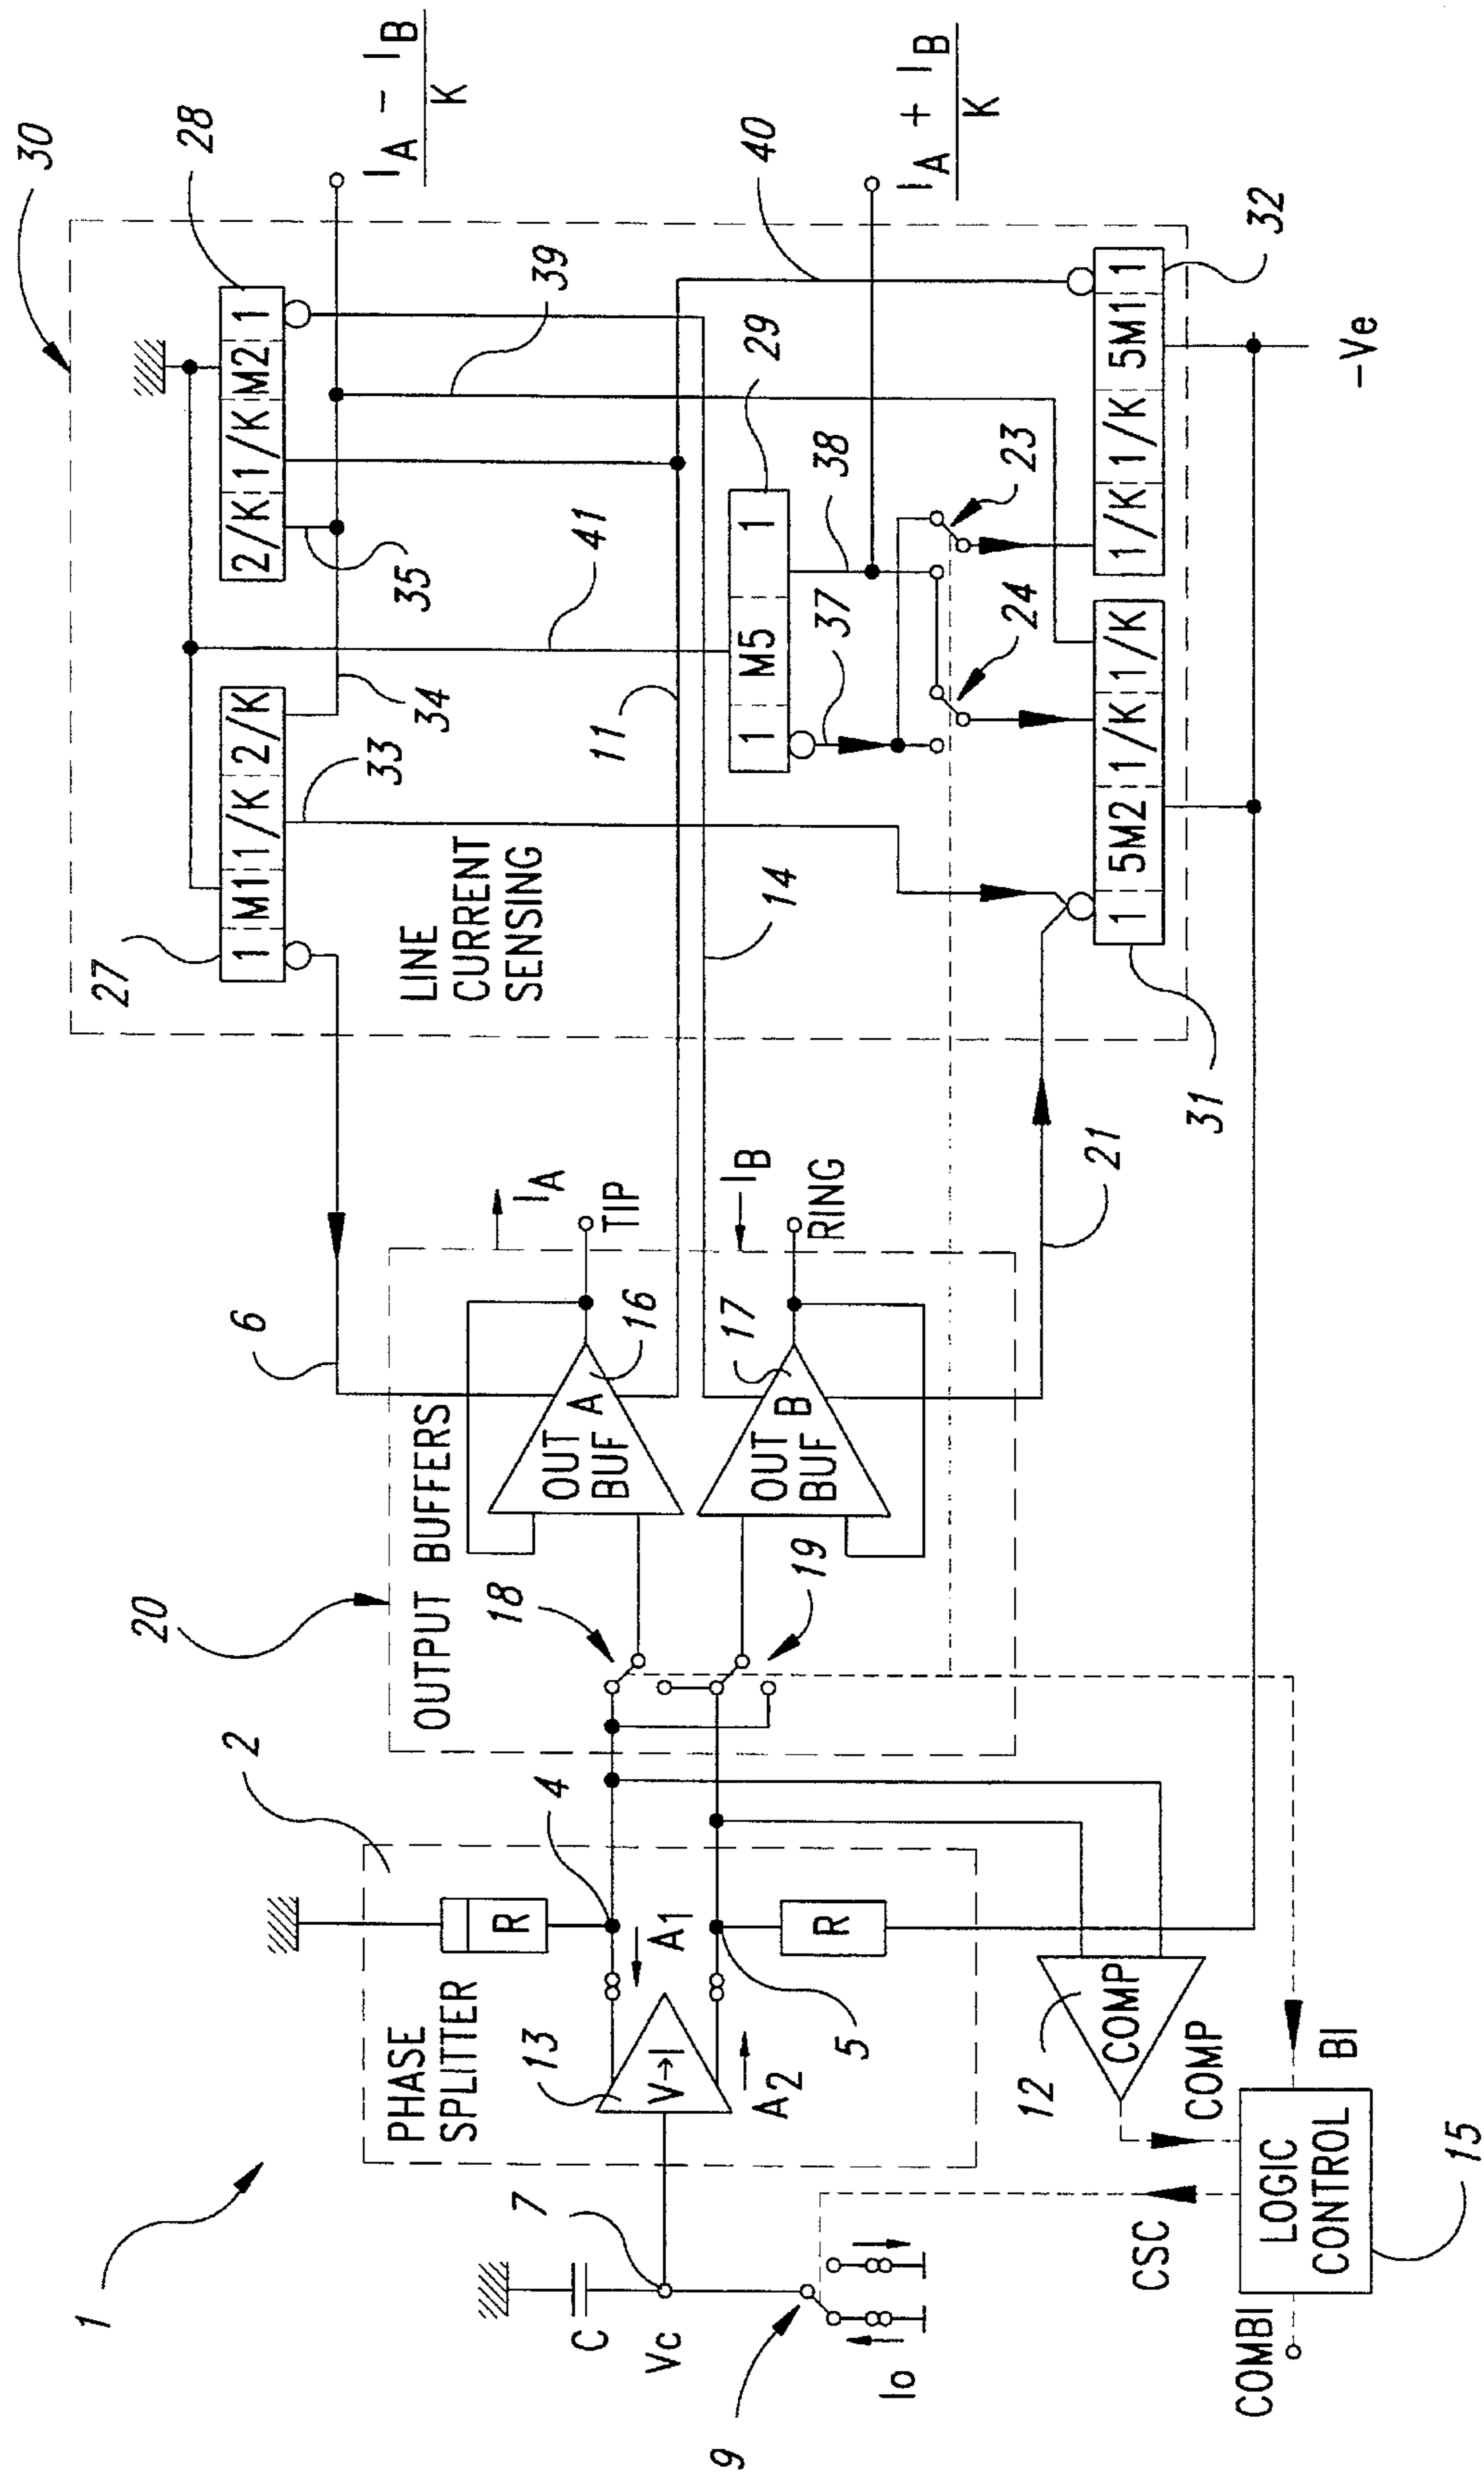 1
PHASE
SPLITTER
2
R
4
13
V→I
A1
A2
5
R
C
Vc
7
9
Io
12
COMP
COMP
CSC
COMBI
LOGIC
CONTROL
BI
15
20
OUTPUT BUFFERS
18
19
OUT
BUF
A
16
OUT
BUF
B
17
6
IA
TIP
IB
RING
21
30
LINE
CURRENT
SENSING
27
1 M1 1/K 2/K
33
34
2/K 1/K M2 1
28
35
39
41
11
14
IA - IB
K
1 M5 1
29
37
38
40
IA + IB
K
24
23
1 5M2 1/K 1/K
31
1/K 1/K 5M1 1
32
-Ve